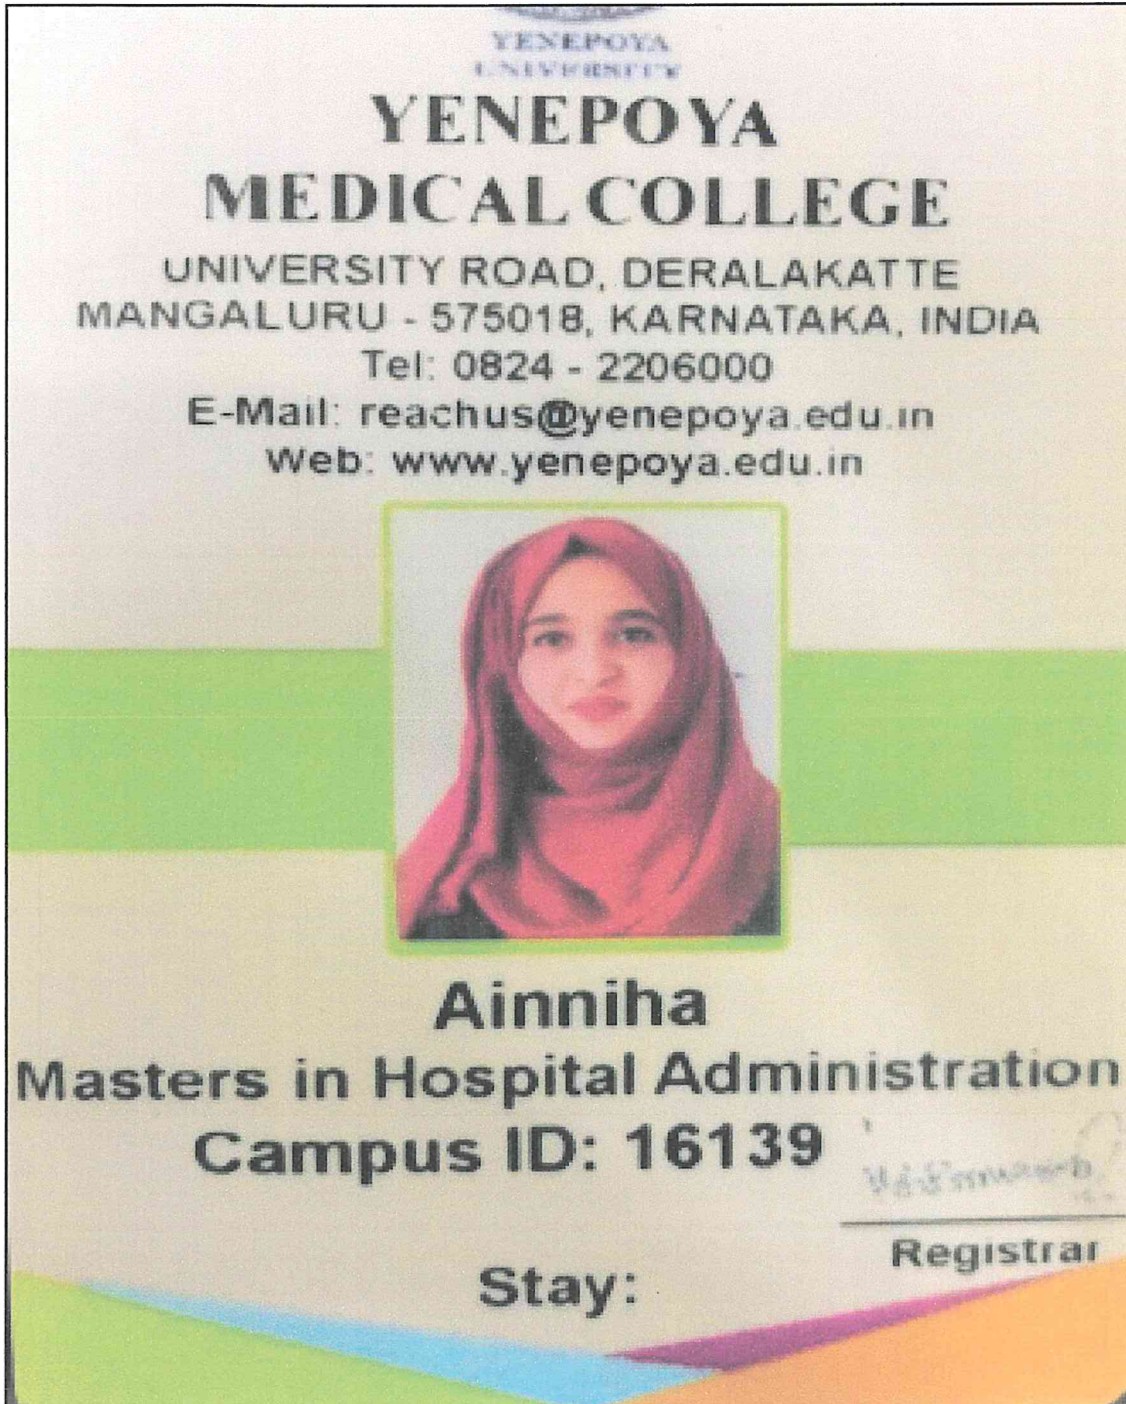 YENEPOYA
UNIVERSITY
YENEPOYA
MEDICAL COLLEGE
UNIVERSITY ROAD, DERALAKATTE
MANGALURU - 575018, KARNATAKA, INDIA
Tel: 0824 - 2206000
E-Mail: reachus@yenepoya.edu.in
Web: www.yenepoya.edu.in
Ainniha
Masters in Hospital Administration
Campus ID: 16139
Registrar
Stay: